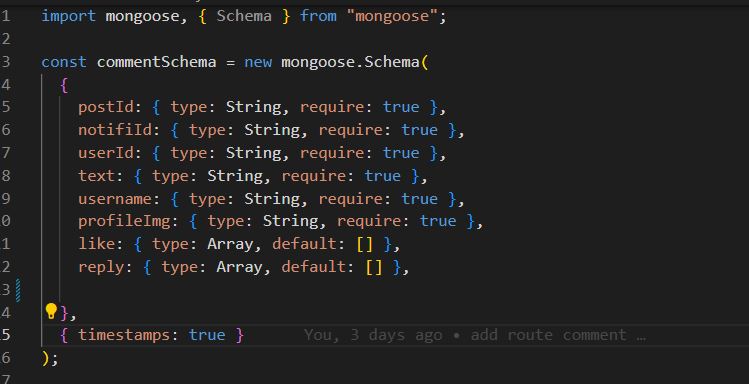 1 import mongoose, { Schema } from "mongoose";
2
3 const commentSchema = new mongoose.Schema(
4 {
5 postId: { type: String, require: true },
6 notifiId: { type: String, require: true },
7 userId: { type: String, require: true },
8 text: { type: String, require: true },
9 username: { type: String, require: true },
0 profileImg: { type: String, require: true },
1 like: { type: Array, default: [] },
2 reply: { type: Array, default: [] },
3
4 },
5 { timestamps: true } You, 3 days ago • add route comment …
6 );
7